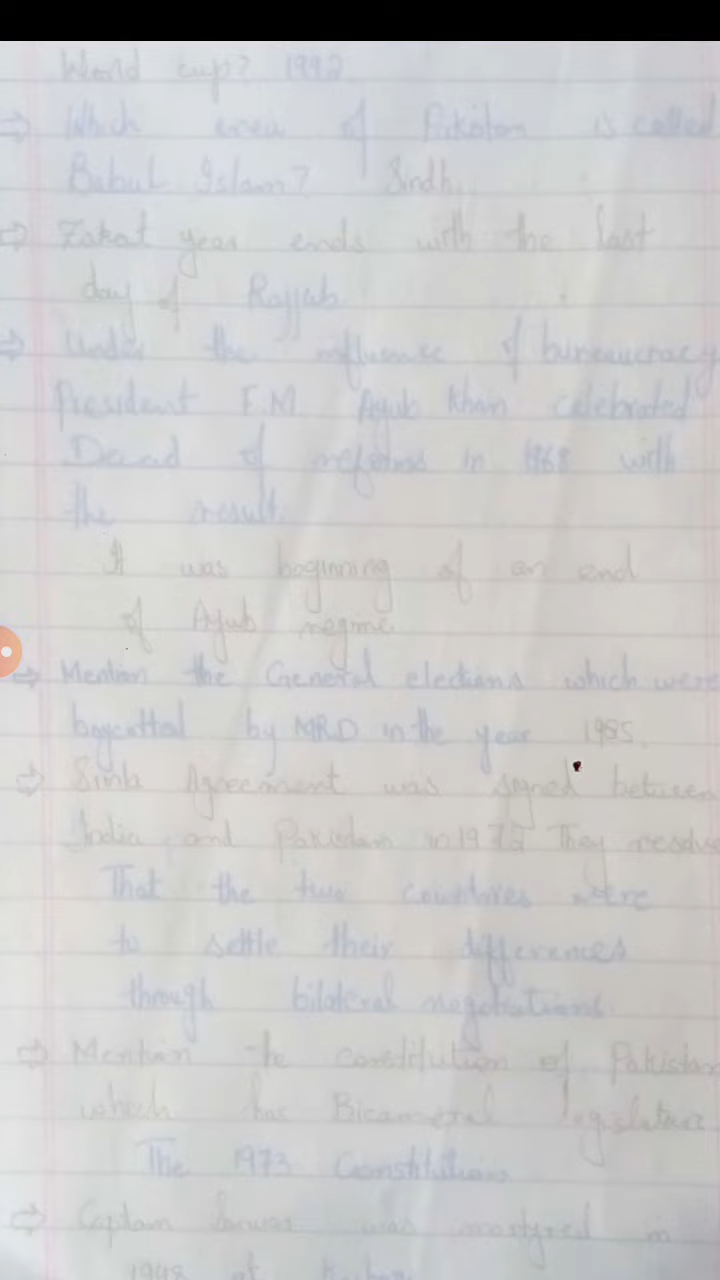 World cup? 1992
⇒ Which area of Pakistan is called
Babul Islam? Sindh.
⇒ Zakat year ends with the last
day of Rajjab.
⇒ Under the influence of bureaucracy
President F.M Ayub Khan celebrated
Decad of reforms in 1968 with
the result.
It was beginning of an end
of Ayub regme
⇒ Mention the General elections which were
boycottal by MRD in the year 1985.
⇒ Simla Agreement was signed between
India and Pakistan in 1972 They
That the two countries were
to settle their differences
through bilateral negotiations.
⇒ Mention the constitution of Pakistan
which has Bicameral legislature
The 1973 Constitution
⇒ Captain Sarwar was martyred in
1948 at